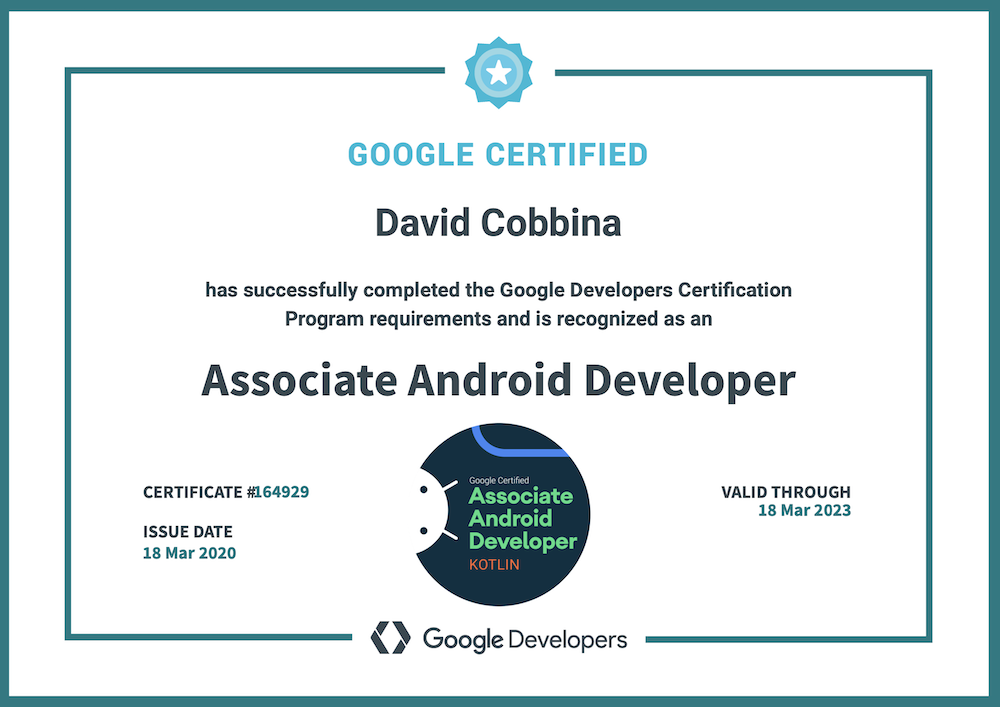 GOOGLE CERTIFIED
David Cobbina
has successfully completed the Google Developers Certification
Program requirements and is recognized as an
Associate Android Developer
CERTIFICATE #164929
ISSUE DATE
18 Mar 2020
Google Certified
Associate
Android
Developer
KOTLIN
VALID THROUGH
18 Mar 2023
Google Developers